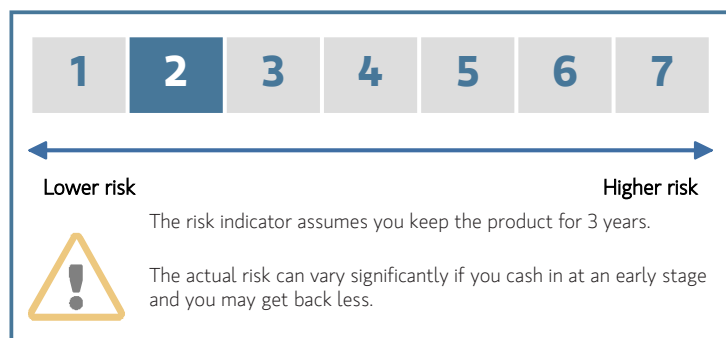 1 2 3 4 5 6 7
Lower risk Higher risk
The risk indicator assumes you keep the product for 3 years.
The actual risk can vary significantly if you cash in at an early stage
and you may get back less.